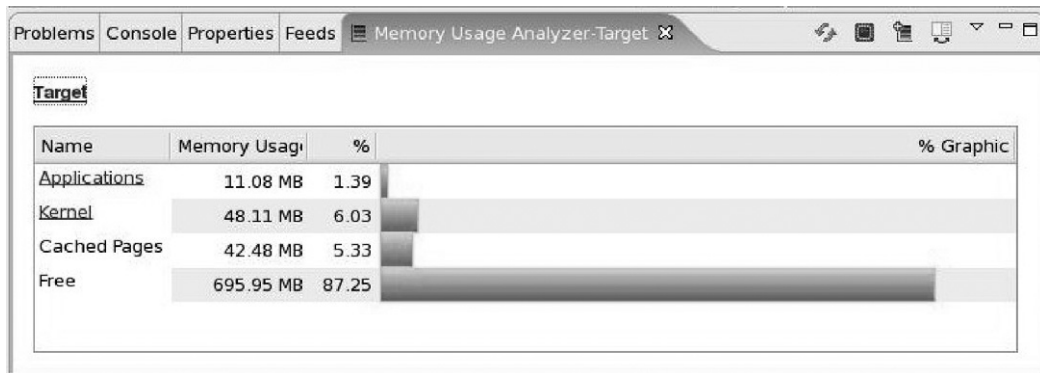 Problems Console Properties Feeds Memory Usage Analyzer-Target
Target
Name Memory Usag % % Graphic
Applications 11.08 MB 1.39
Kernel 48.11 MB 6.03
Cached Pages 42.48 MB 5.33
Free 695.95 MB 87.25